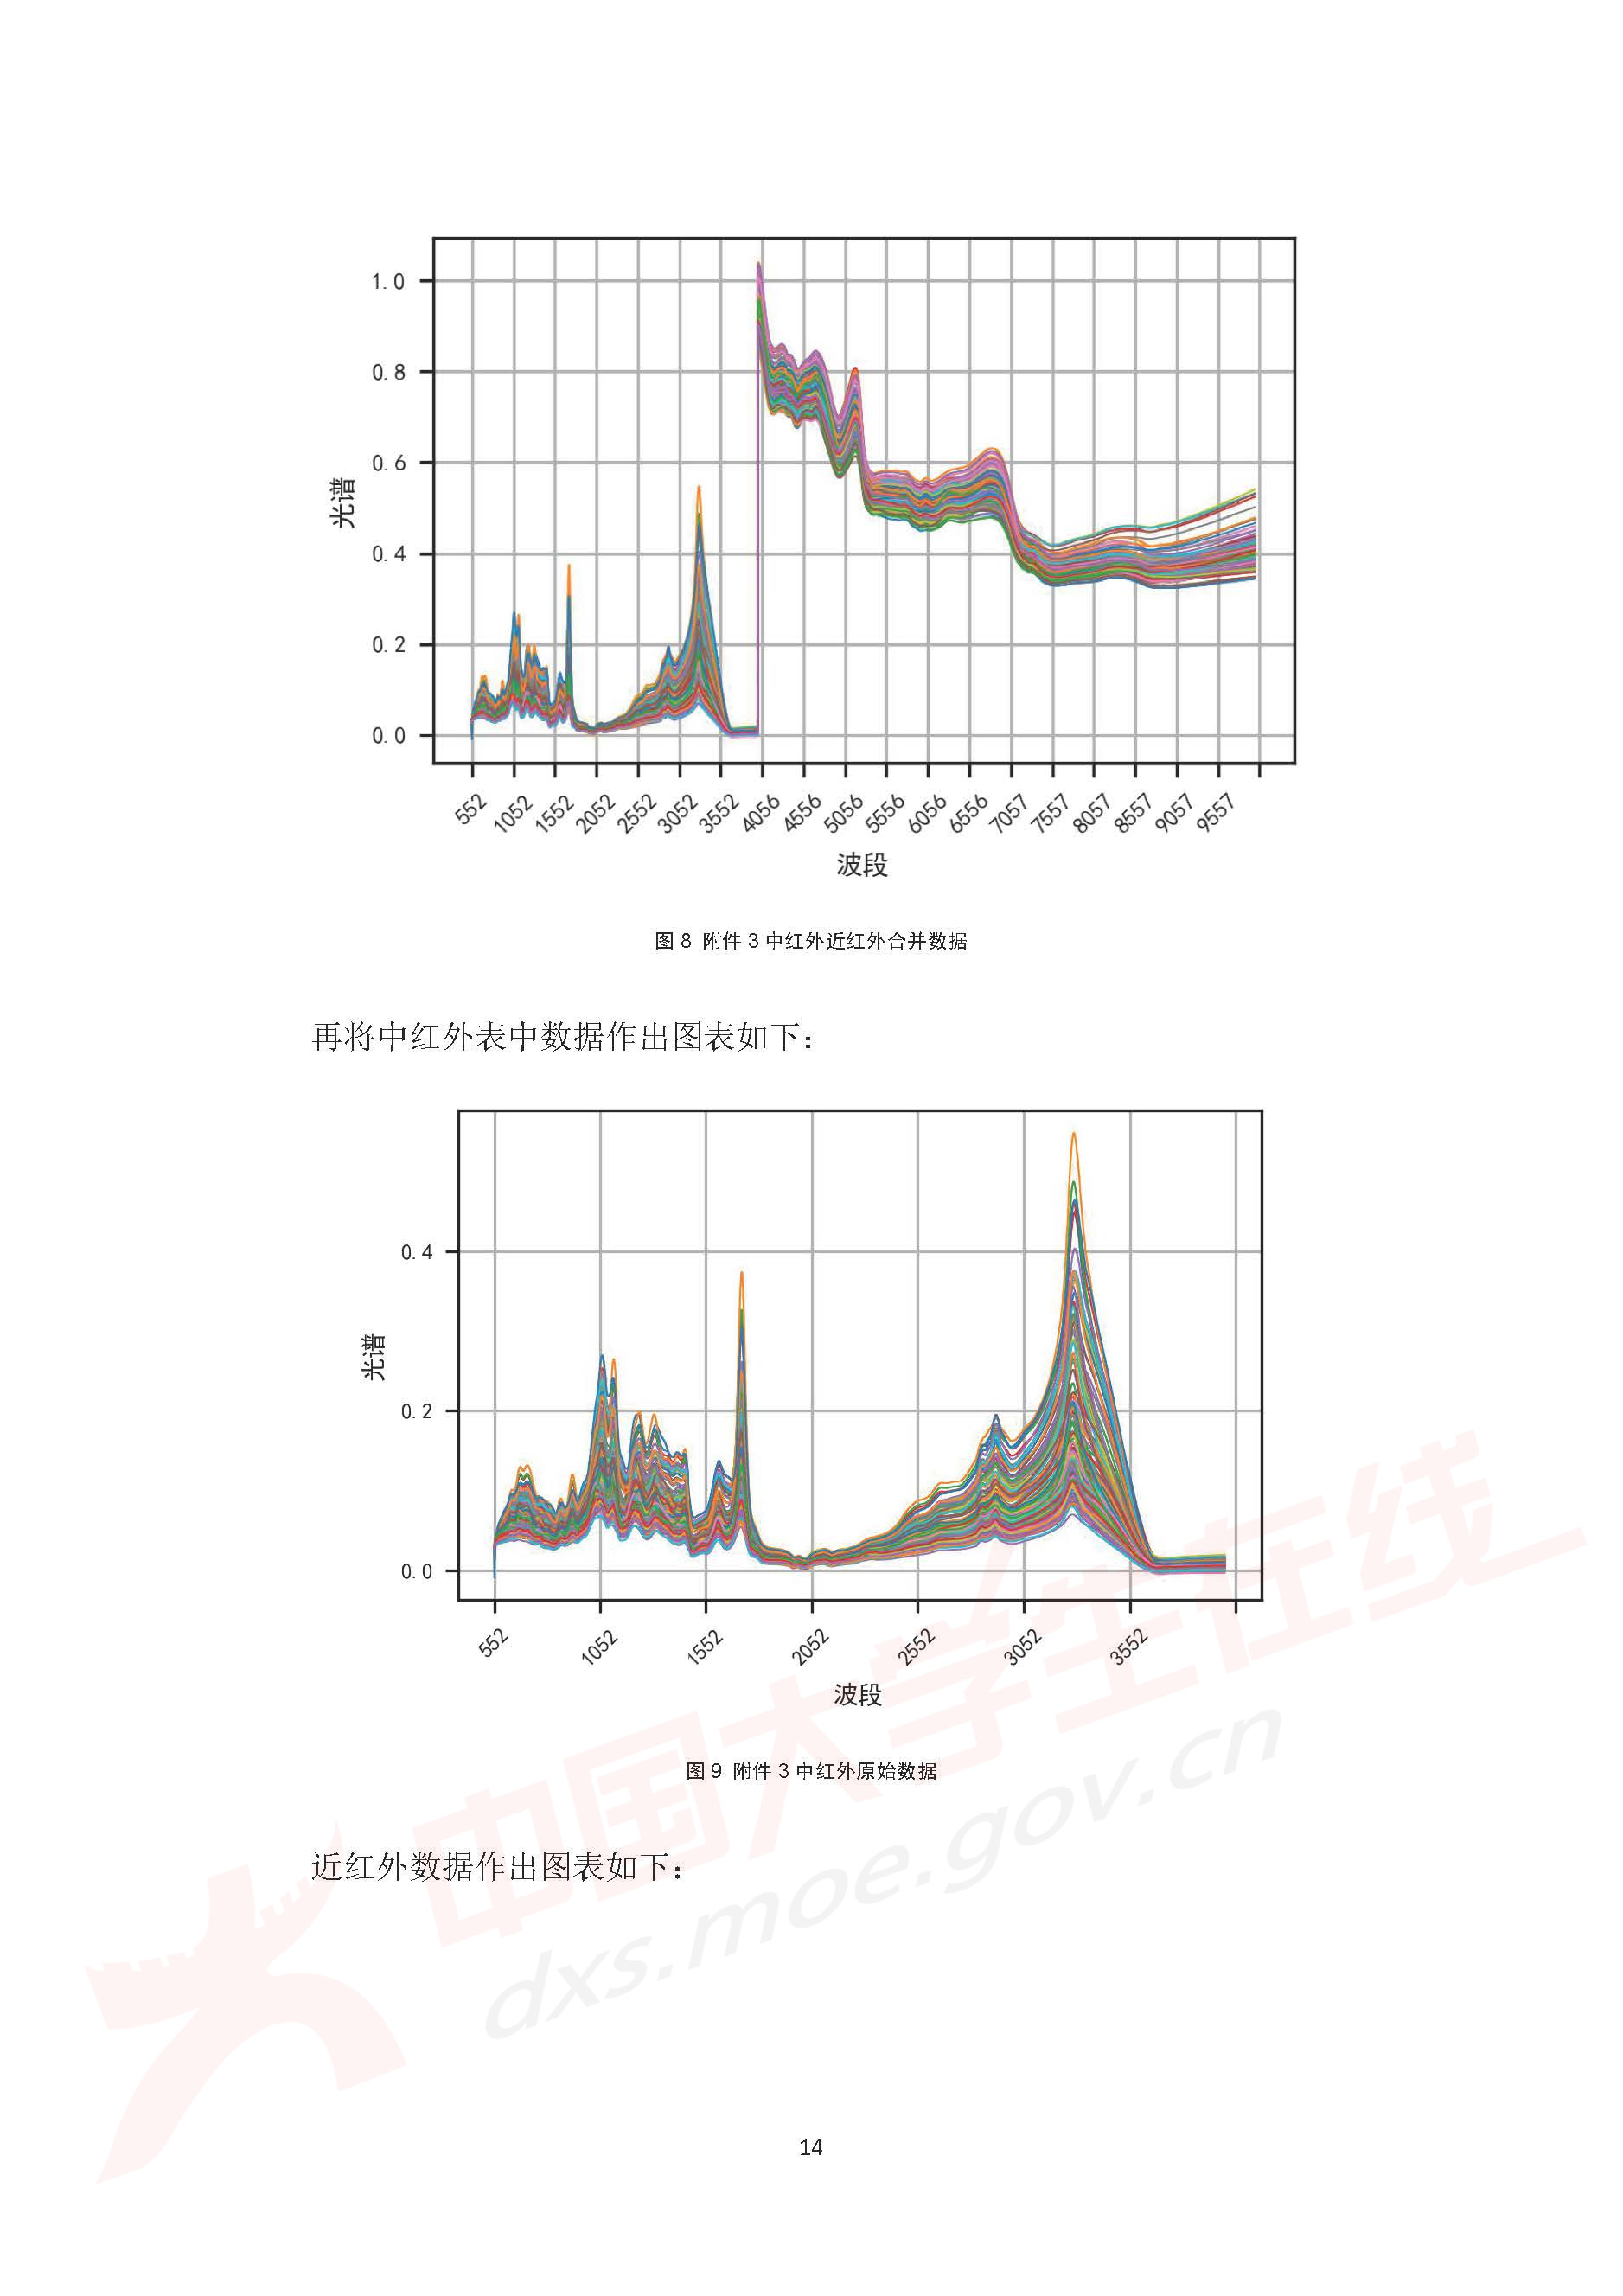 1.0
0.8
0.6
0.4
0.2
0.0
光谱
552 1052 1552 2052 2552 3052 3552 4056 4556 5056 5556 6056 6556 7057 7557 8057 8557 9057 9557
波段
图 8 附件 3 中红外近红外合并数据
再将中红外表中数据作出图表如下：
0.4
0.2
0.0
光谱
552 1052 1552 2052 2552 3052 3552
波段
图 9 附件 3 中红外原始数据
近红外数据作出图表如下：
中国大学生在线
dxs.moe.gov.cn
14